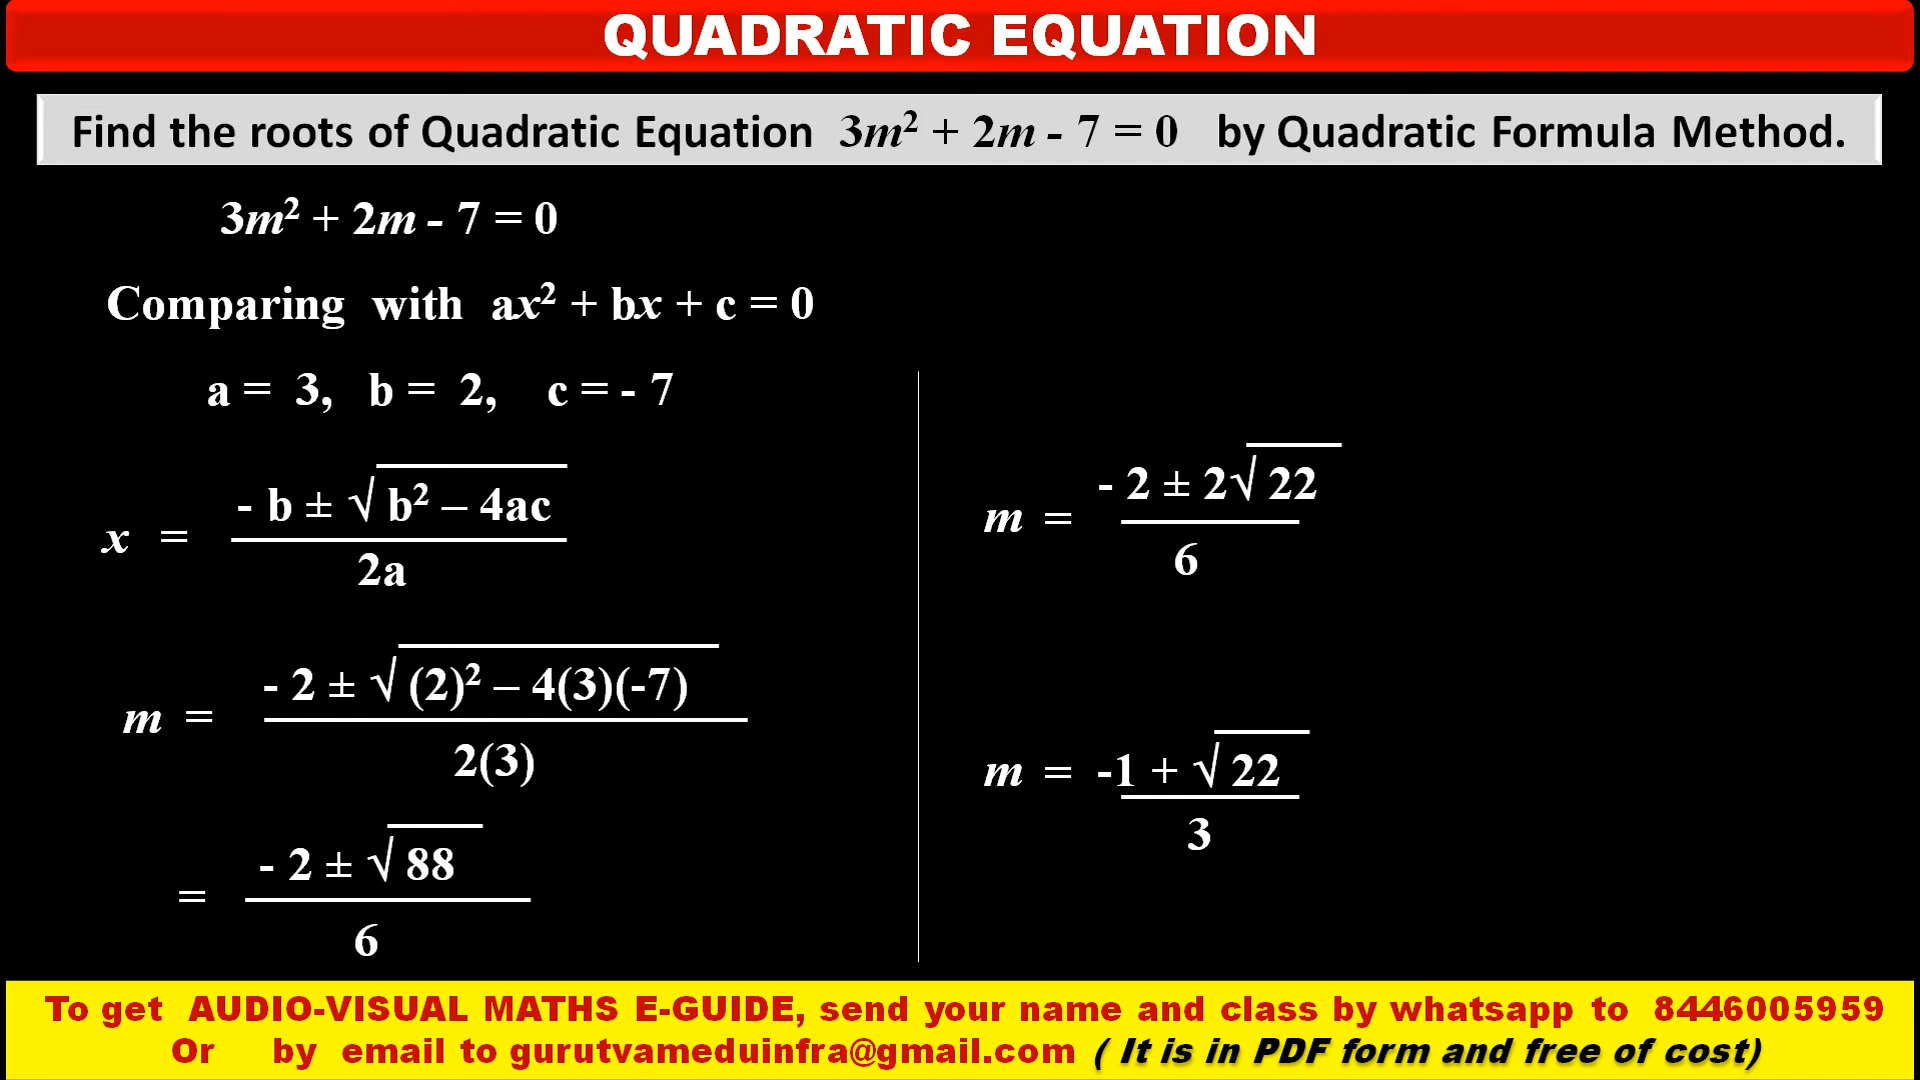 QUADRATIC EQUATION
Find the roots of Quadratic Equation 3m² + 2m - 7 = 0 by Quadratic Formula Method.
3m² + 2m - 7 = 0
Comparing with ax² + bx + c = 0
a = 3, b = 2, c = - 7
- b ± √ b² – 4ac
x =
2a
- 2 ± √ (2)² – 4(3)(-7)
m =
2(3)
- 2 ± √ 88
=
6
- 2 ± 2√ 22
m =
6
m = -1 + √ 22
3
To get AUDIO-VISUAL MATHS E-GUIDE, send your name and class by whatsapp to 8446005959
Or by email to gurutvameduinfra@gmail.com ( It is in PDF form and free of cost)